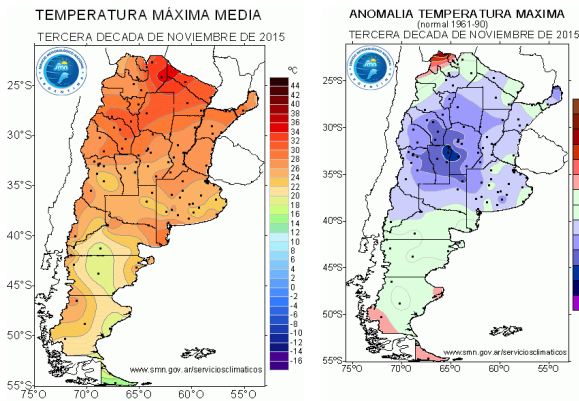 TEMPERATURA MÁXIMA MEDIA
TERCERA DECADA DE NOVIEMBRE DE 2015
smn
25°S
30°S
35°S
40°S
45°S
50°S
55°S
75°W
70°W
65°W
60°W
55°W
°C
44
42
40
38
36
34
32
30
28
26
24
22
20
18
16
14
12
10
8
6
4
2
0
-2
-4
-6
-8
-10
-12
-14
-16
www.smn.gov.ar/serviciosclimaticos
ANOMALIA TEMPERATURA MAXIMA
(normal 1961-90)
TERCERA DECADA DE NOVIEMBRE DE 2015
smn
25°S
30°S
35°S
40°S
45°S
50°S
55°S
75°W
70°W
65°W
60°W
55°W
www.smn.gov.ar/serviciosclimaticos